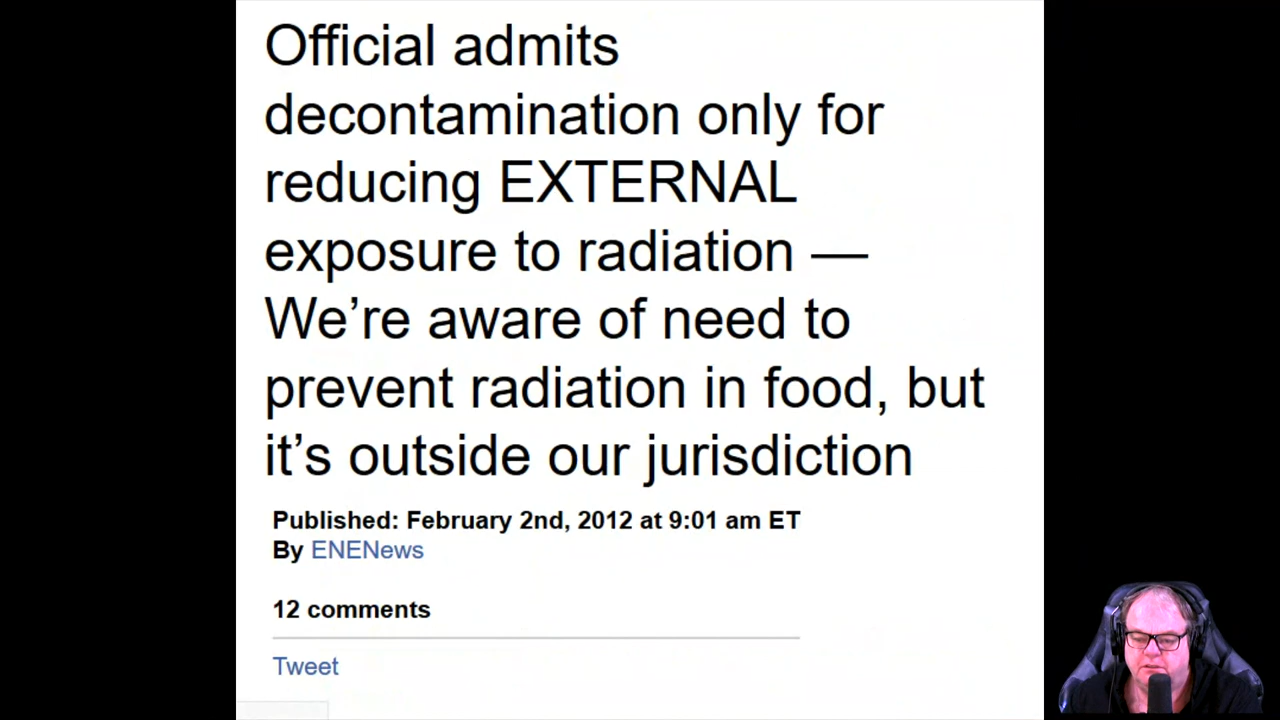 Official admits
decontamination only for
reducing EXTERNAL
exposure to radiation —
We’re aware of need to
prevent radiation in food, but
it’s outside our jurisdiction
Published: February 2nd, 2012 at 9:01 am ET
By ENENews
12 comments
Tweet